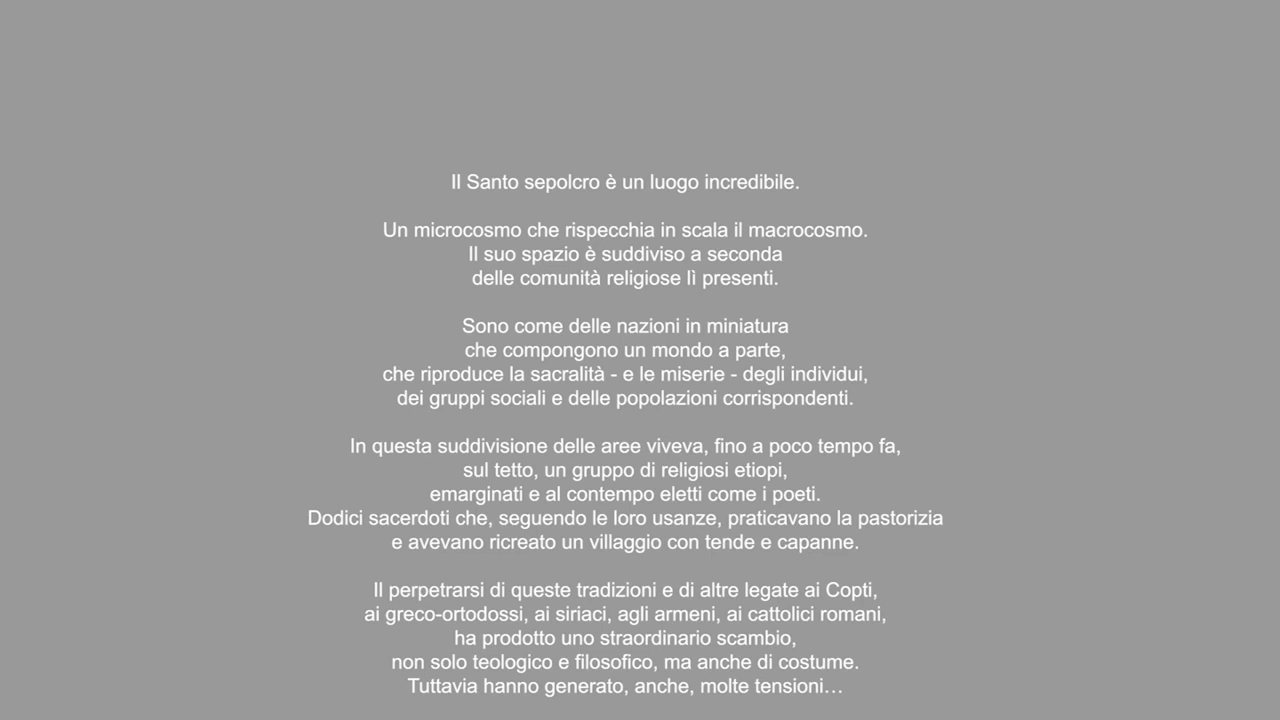 Il Santo sepolcro è un luogo incredibile.
Un microcosmo che rispecchia in scala il macrocosmo.
Il suo spazio è suddiviso a seconda
delle comunità religiose lì presenti.
Sono come delle nazioni in miniatura
che compongono un mondo a parte,
che riproduce la sacralità - e le miserie - degli individui,
dei gruppi sociali e delle popolazioni corrispondenti.
In questa suddivisione delle aree viveva, fino a poco tempo fa,
sul tetto, un gruppo di religiosi etiopi,
emarginati e al contempo eletti come i poeti.
Dodici sacerdoti che, seguendo le loro usanze, praticavano la pastorizia
e avevano ricreato un villaggio con tende e capanne.
Il perpetrarsi di queste tradizioni e di altre legate ai Copti,
ai greco-ortodossi, ai siriaci, agli armeni, ai cattolici romani,
ha prodotto uno straordinario scambio,
non solo teologico e filosofico, ma anche di costume.
Tuttavia hanno generato, anche, molte tensioni…